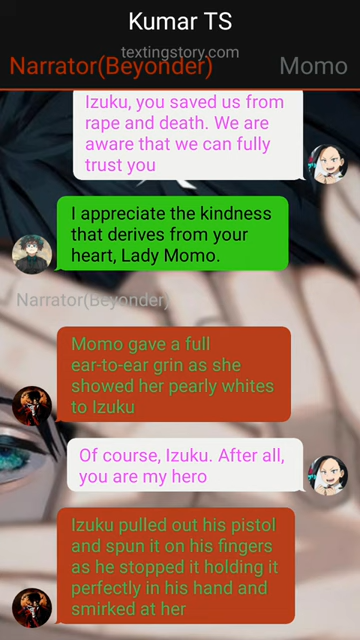 Kumar TS
textingstory.com
Narrator(Beyonder)
Momo
Izuku, you saved us from
rape and death. We are
aware that we can fully
trust you
I appreciate the kindness
that derives from your
heart, Lady Momo.
Narrator(Beyonder)
Momo gave a full
ear-to-ear grin as she
showed her pearly whites
to Izuku
Of course, Izuku. After all,
you are my hero
Izuku pulled out his pistol
and spun it on his fingers
as he stopped it holding it
perfectly in his hand and
smirked at her